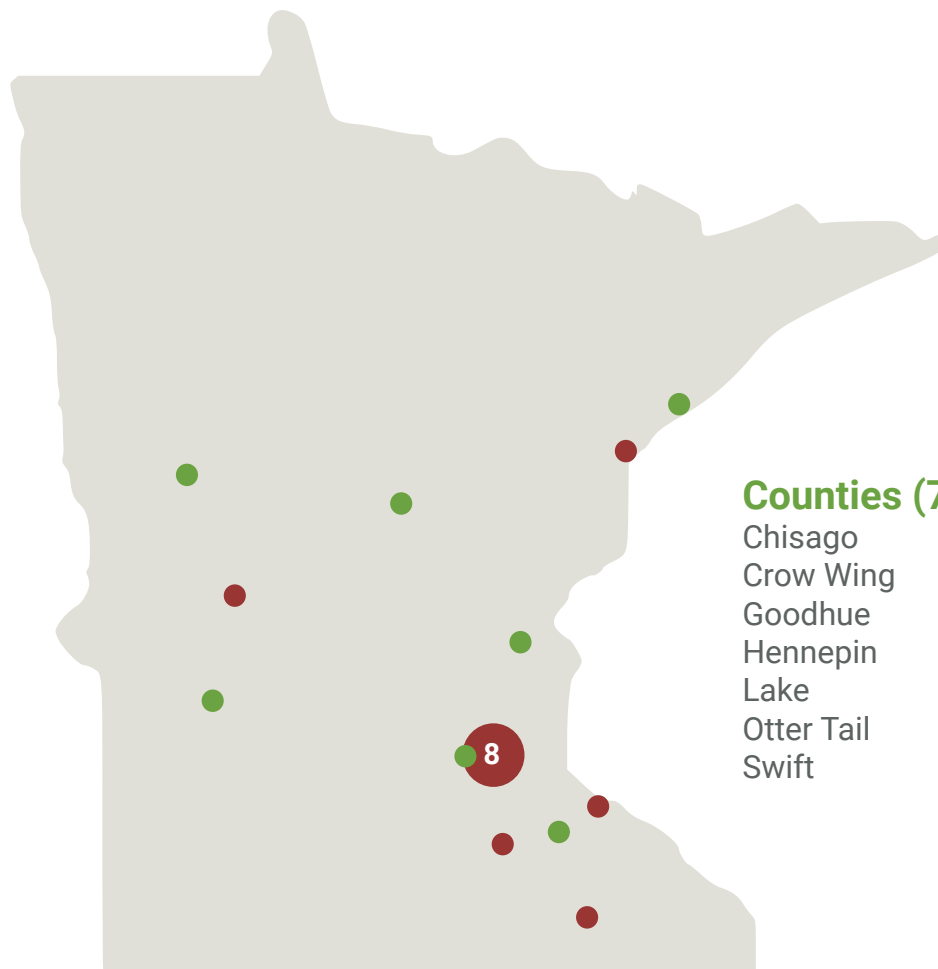 Counties (7
Chisago
Crow Wing
Goodhue
Hennepin
Lake
Otter Tail
Swift
8